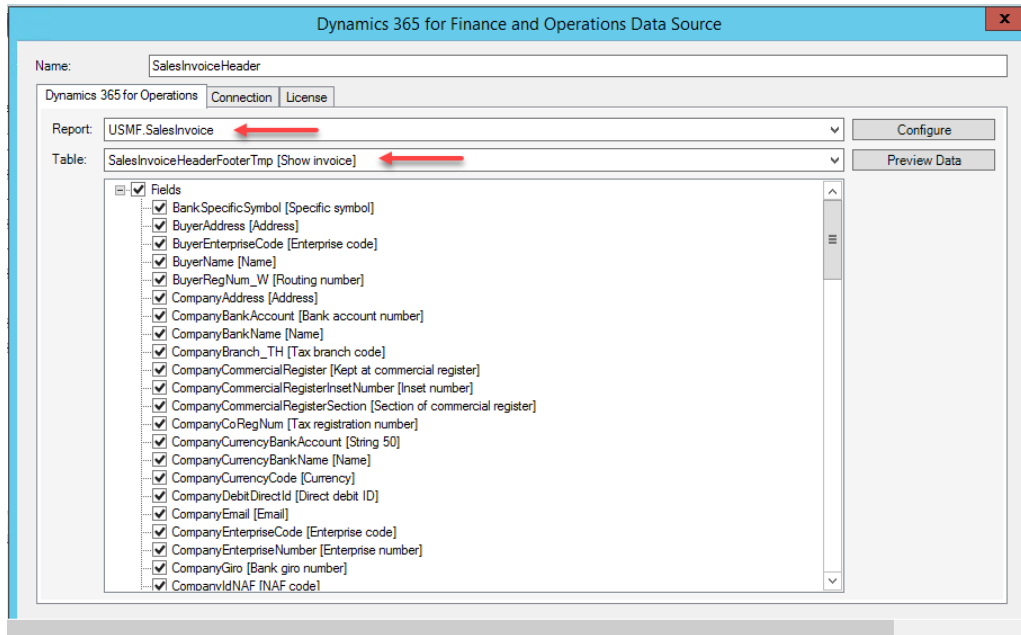 Dynamics 365 for Finance and Operations Data Source
x
Name: SalesInvoiceHeader
Dynamics 365 for Operations Connection License
Report: USMF.SalesInvoice Configure
Table: SalesInvoiceHeaderFooterTmp [Show invoice] Preview Data
Fields
BankSpecificSymbol [Specific symbol]
BuyerAddress [Address]
BuyerEnterpriseCode [Enterprise code]
BuyerName [Name]
BuyerRegNum_W [Routing number]
CompanyAddress [Address]
CompanyBankAccount [Bank account number]
CompanyBankName [Name]
CompanyBranch_TH [Tax branch code]
CompanyCommercialRegister [Kept at commercial register]
CompanyCommercialRegisterInsetNumber [Inset number]
CompanyCommercialRegisterSection [Section of commercial register]
CompanyCoRegNum [Tax registration number]
CompanyCurrencyBankAccount [String 50]
CompanyCurrencyBankName [Name]
CompanyCurrencyCode [Currency]
CompanyDebitDirectId [Direct debit ID]
CompanyEmail [Email]
CompanyEnterpriseCode [Enterprise code]
CompanyEnterpriseNumber [Enterprise number]
CompanyGiro [Bank giro number]
CompanyIdNAF [NAF code]